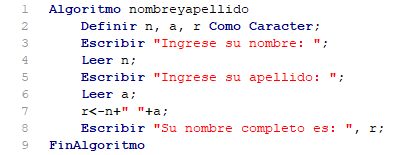 1 Algoritmo nombreyapellido
2 Definir n, a, r Como Caracter;
3 Escribir "Ingrese su nombre: ";
4 Leer n;
5 Escribir "Ingrese su apellido: ";
6 Leer a;
7 r<-n+" "+a;
8 Escribir "Su nombre completo es: ", r;
9 FinAlgoritmo